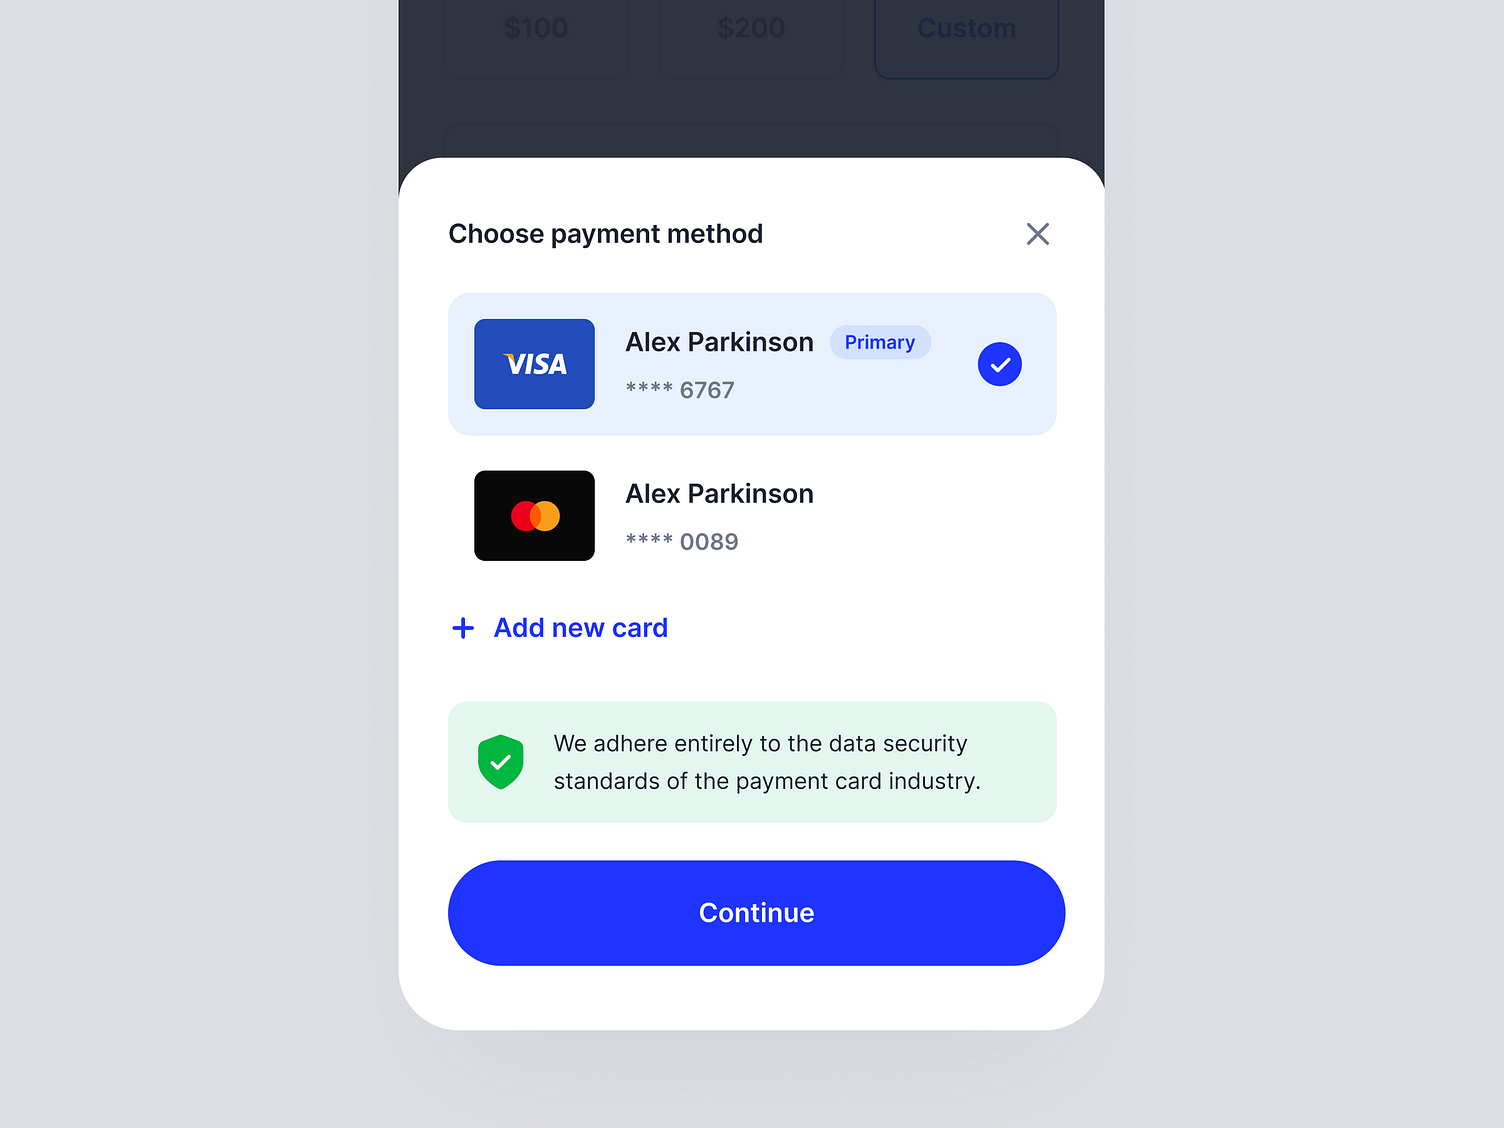 $100
$200
Custom
Choose payment method
VISA
Alex Parkinson
Primary
**** 6767
Alex Parkinson
**** 0089
Add new card
We adhere entirely to the data security
standards of the payment card industry.
Continue